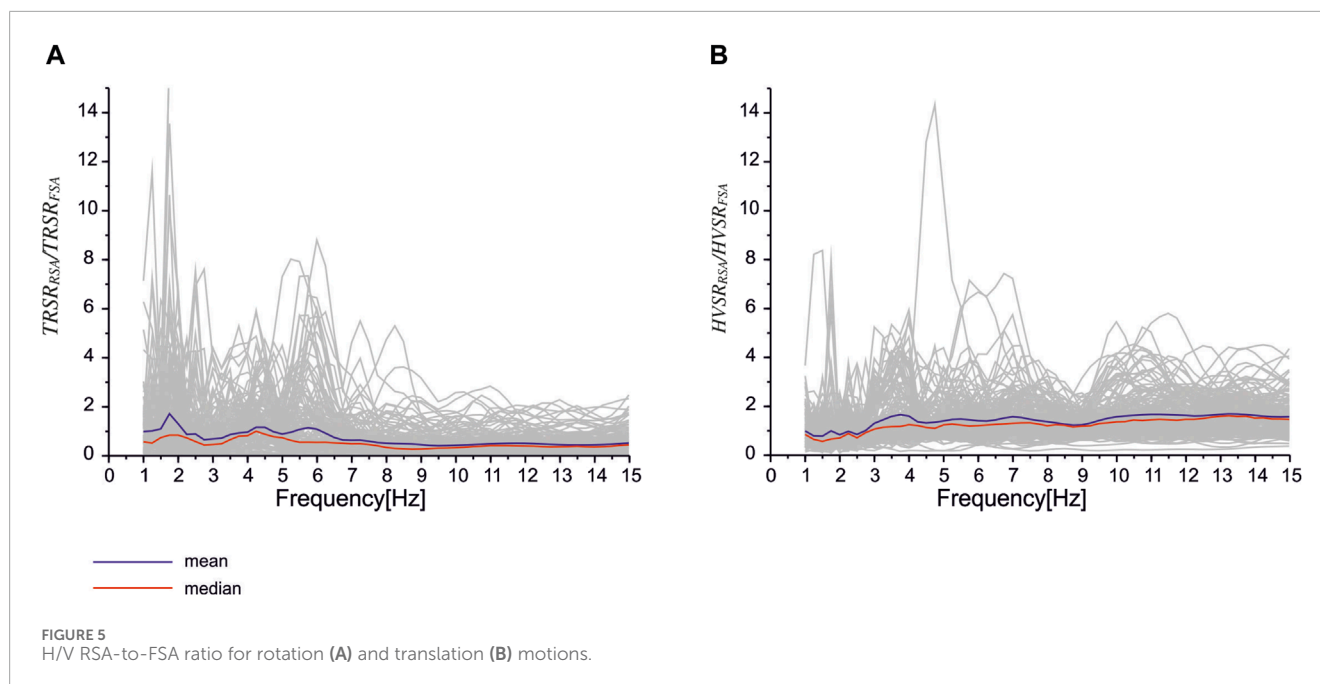 A
TRSR_RSA/TRSR_FSA
14
12
10
8
6
4
2
0
0 1 2 3 4 5 6 7 8 9 10 11 12 13 14 15
Frequency[Hz]
B
HVSR_RSA/HVSR_FSA
14
12
10
8
6
4
2
0
0 1 2 3 4 5 6 7 8 9 10 11 12 13 14 15
Frequency[Hz]
mean
median
FIGURE 5
H/V RSA-to-FSA ratio for rotation (A) and translation (B) motions.